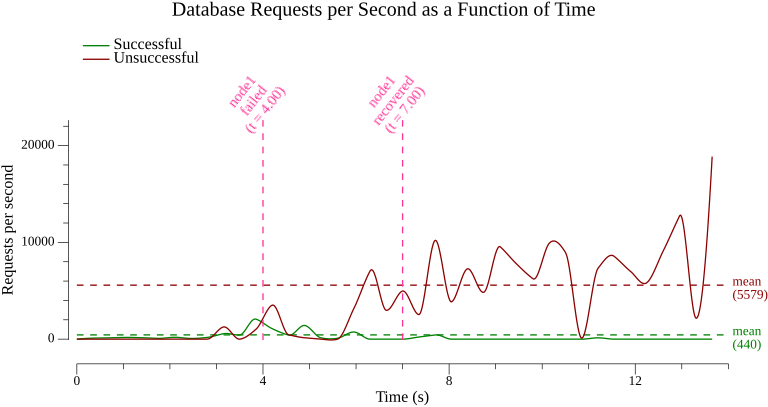 Database Requests per Second as a Function of Time
Successful
Unsuccessful
node1
failed
(t = 4.00)
node1
recovered
(t = 7.00)
Requests per second
20000
10000
0
mean
(5579)
mean
(440)
0
4
8
12
Time (s)